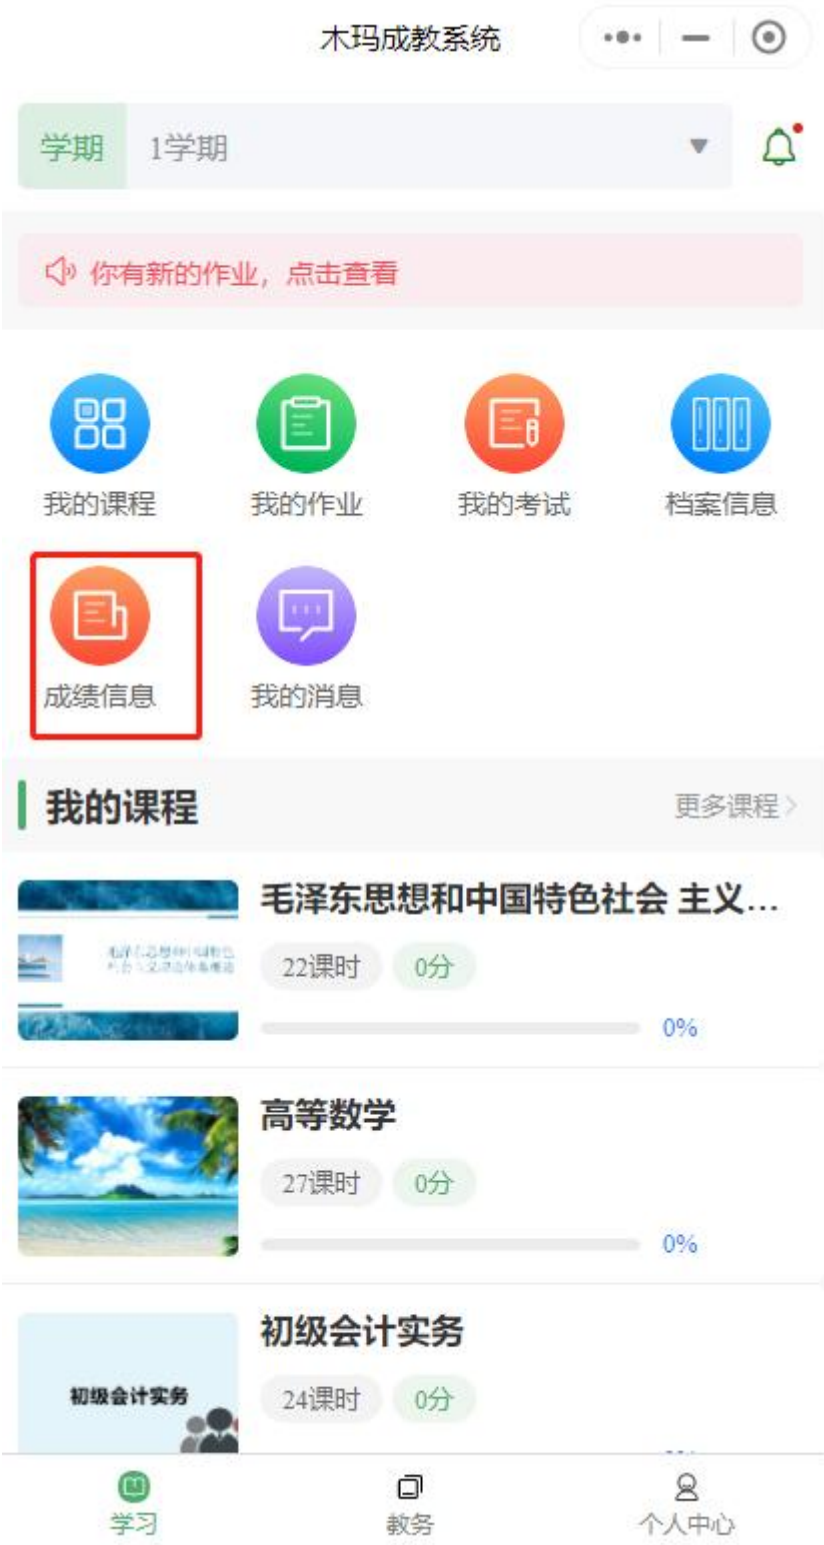 木玛成教系统
学期 1学期
你有新的作业，点击查看
我的课程 我的作业 我的考试 档案信息
成绩信息 我的消息
我的课程 更多课程
毛泽东思想和中国特色社会 主义...
22课时 0分
0%
高等数学
27课时 0分
0%
初级会计实务
初级会计实务
24课时 0分
学习 教务 个人中心